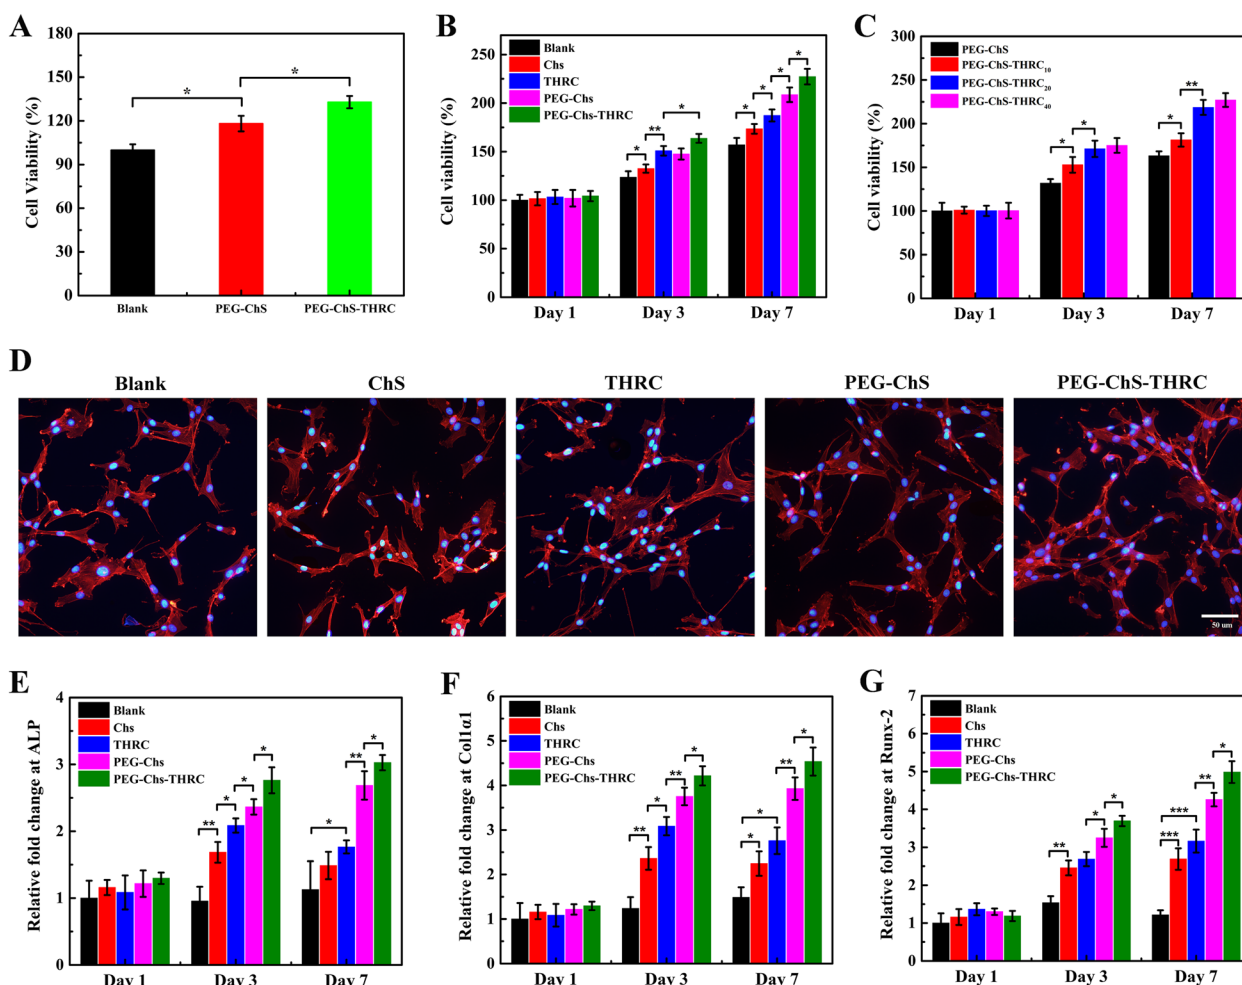 A
Cell Viability (%)
180
150
120
90
60
30
0
*
*
Blank
PEG-ChS
PEG-ChS-THRC
B
Cell viability (%)
250
200
150
100
50
0
Blank
Chs
THRC
PEG-Chs
PEG-Chs-THRC
* ** *
* * * *
Day 1 Day 3 Day 7
C
Cell viability (%)
300
250
200
150
100
50
0
PEG-ChS
PEG-ChS-THRC₁₀
PEG-ChS-THRC₂₀
PEG-ChS-THRC₄₀
* *
* **
Day 1 Day 3 Day 7
D
Blank ChS THRC PEG-ChS PEG-ChS-THRC
50 um
E
Relative fold change at ALP
4
3
2
1
0
Blank
Chs
THRC
PEG-Chs
PEG-Chs-THRC
** * * *
* ** *
Day 1 Day 3 Day 7
F
Relative fold change at Col1α1
6
5
4
3
2
1
0
Blank
Chs
THRC
PEG-Chs
PEG-Chs-THRC
** * ** *
* * ** *
Day 1 Day 3 Day 7
G
Relative fold change at Runx-2
7
6
5
4
3
2
1
0
Blank
Chs
THRC
PEG-Chs
PEG-Chs-THRC
** * *
*** *** ** *
Day 1 Day 3 Day 7